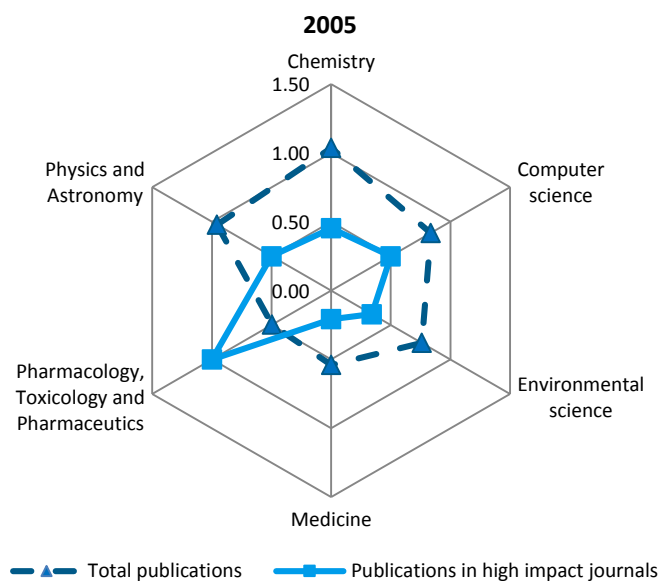 2005
Chemistry
1.50
1.00
0.50
0.00
Computer
science
Environmental
science
Medicine
Pharmacology,
Toxicology and
Pharmaceutics
Physics and
Astronomy
Total publications
Publications in high impact journals